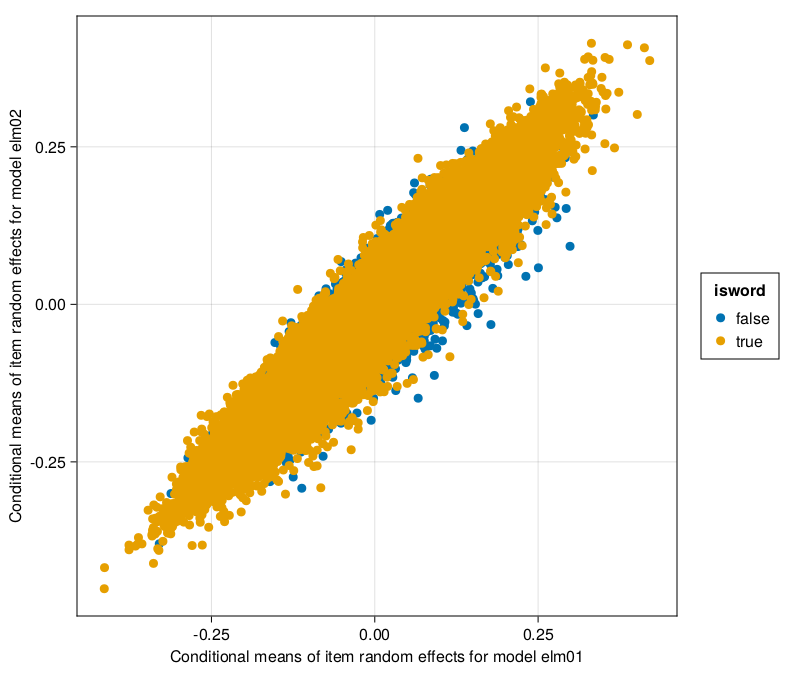 Conditional means of item random effects for model elm02
0.25
0.00
-0.25
-0.25
0.00
0.25
Conditional means of item random effects for model elm01
isword
false
true